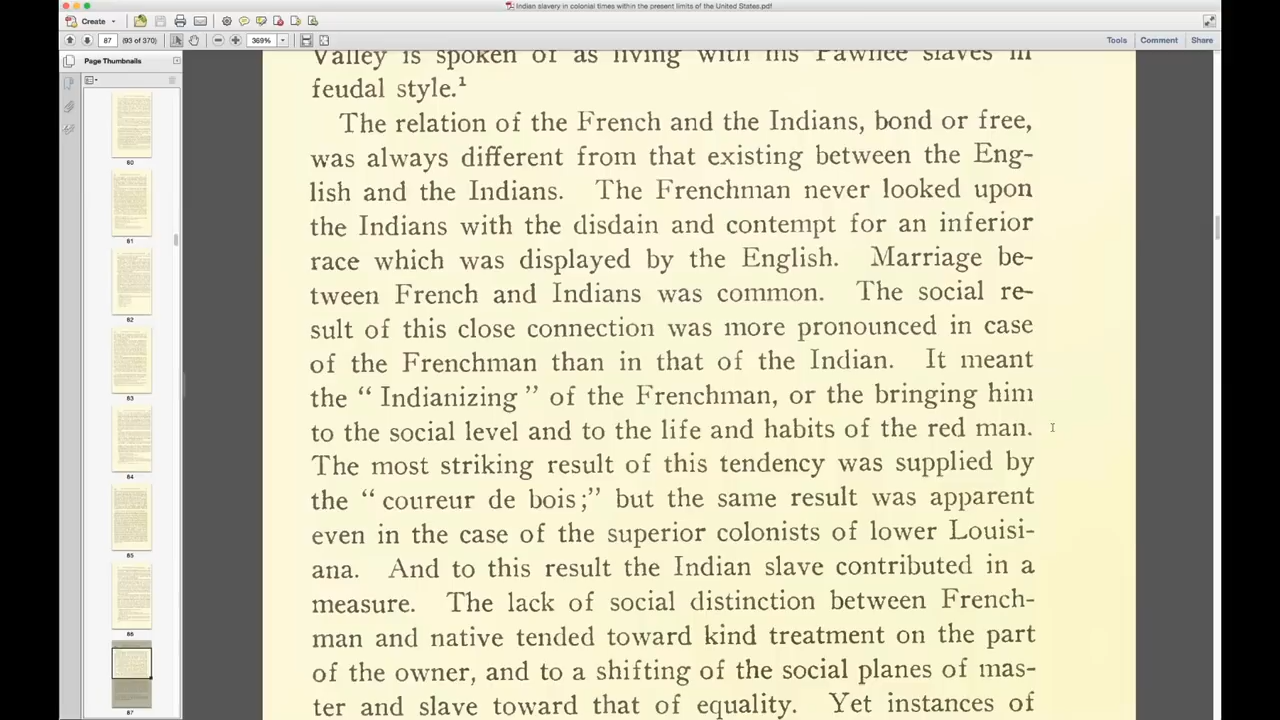 Indian slavery in colonial times within the present limits of the United States.pdf
Create
87 (93 of 370) 369% Tools Comment Share
Page Thumbnails
60
61
62
63
64
65
66
87
Valley is spoken of as living with his Pawnee slaves in
feudal style.¹
The relation of the French and the Indians, bond or free,
was always different from that existing between the Eng-
lish and the Indians. The Frenchman never looked upon
the Indians with the disdain and contempt for an inferior
race which was displayed by the English. Marriage be-
tween French and Indians was common. The social re-
sult of this close connection was more pronounced in case
of the Frenchman than in that of the Indian. It meant
the “ Indianizing ” of the Frenchman, or the bringing him
to the social level and to the life and habits of the red man.
The most striking result of this tendency was supplied by
the “ coureur de bois;” but the same result was apparent
even in the case of the superior colonists of lower Louisi-
ana. And to this result the Indian slave contributed in a
measure. The lack of social distinction between French-
man and native tended toward kind treatment on the part
of the owner, and to a shifting of the social planes of mas-
ter and slave toward that of equality. Yet instances of